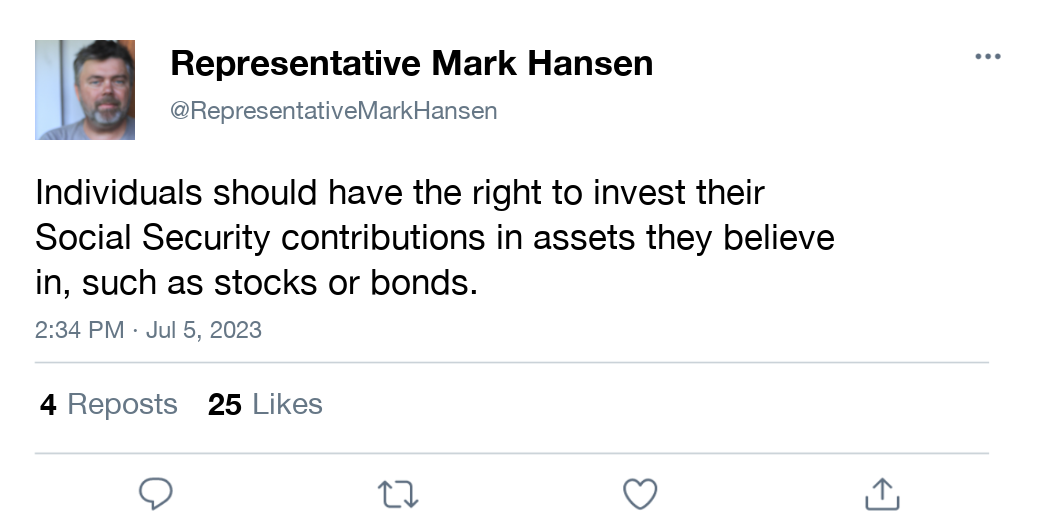 Representative Mark Hansen
@RepresentativeMarkHansen
Individuals should have the right to invest their
Social Security contributions in assets they believe
in, such as stocks or bonds.
2:34 PM · Jul 5, 2023
4 Reposts 25 Likes